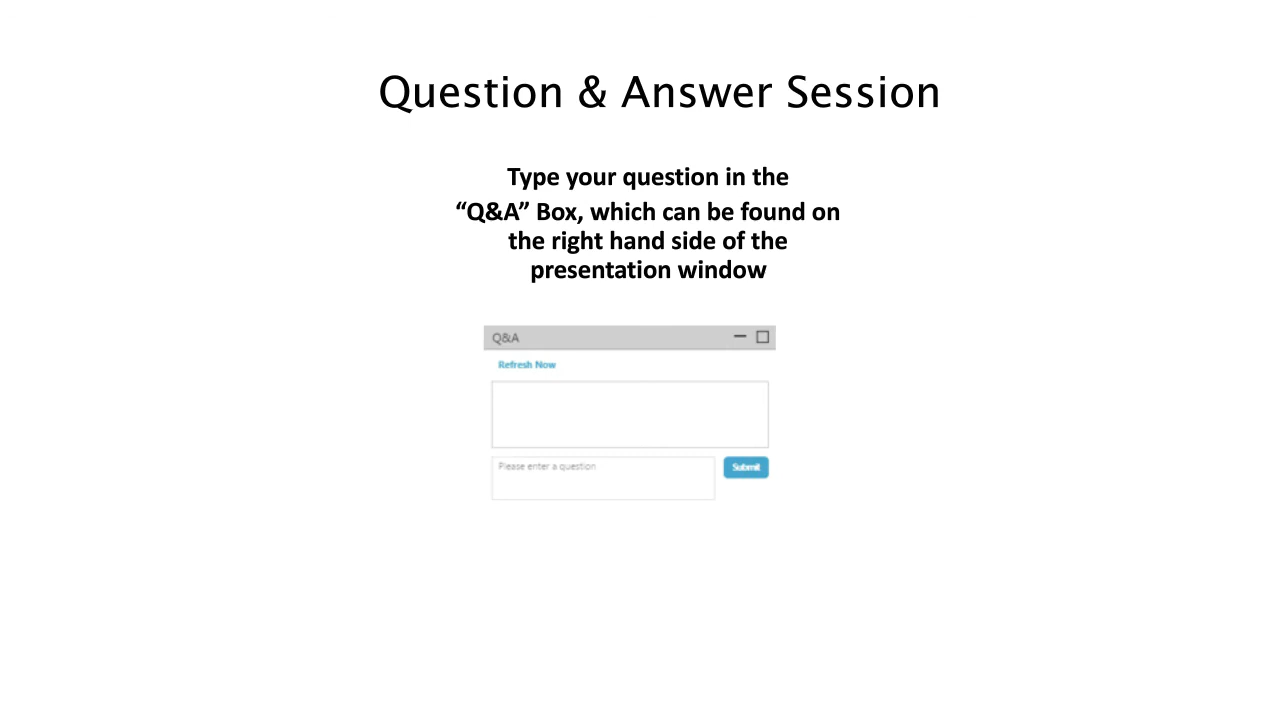 Question & Answer Session
Type your question in the
“Q&A” Box, which can be found on
the right hand side of the
presentation window
Q&A
Refresh Now
Please enter a question
Submit